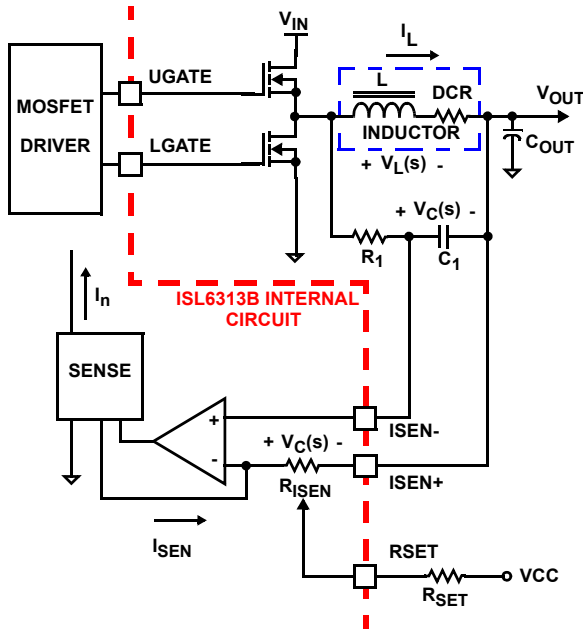 V_IN
I_L
MOSFET
DRIVER
UGATE
LGATE
L
DCR
INDUCTOR
V_OUT
C_OUT
+ V_L(s) -
+ V_C(s) -
R_1
C_1
ISL6313B INTERNAL
CIRCUIT
I_n
SENSE
+
-
+ V_C(s) -
R_ISEN
ISEN-
ISEN+
I_SEN
RSET
R_SET
VCC